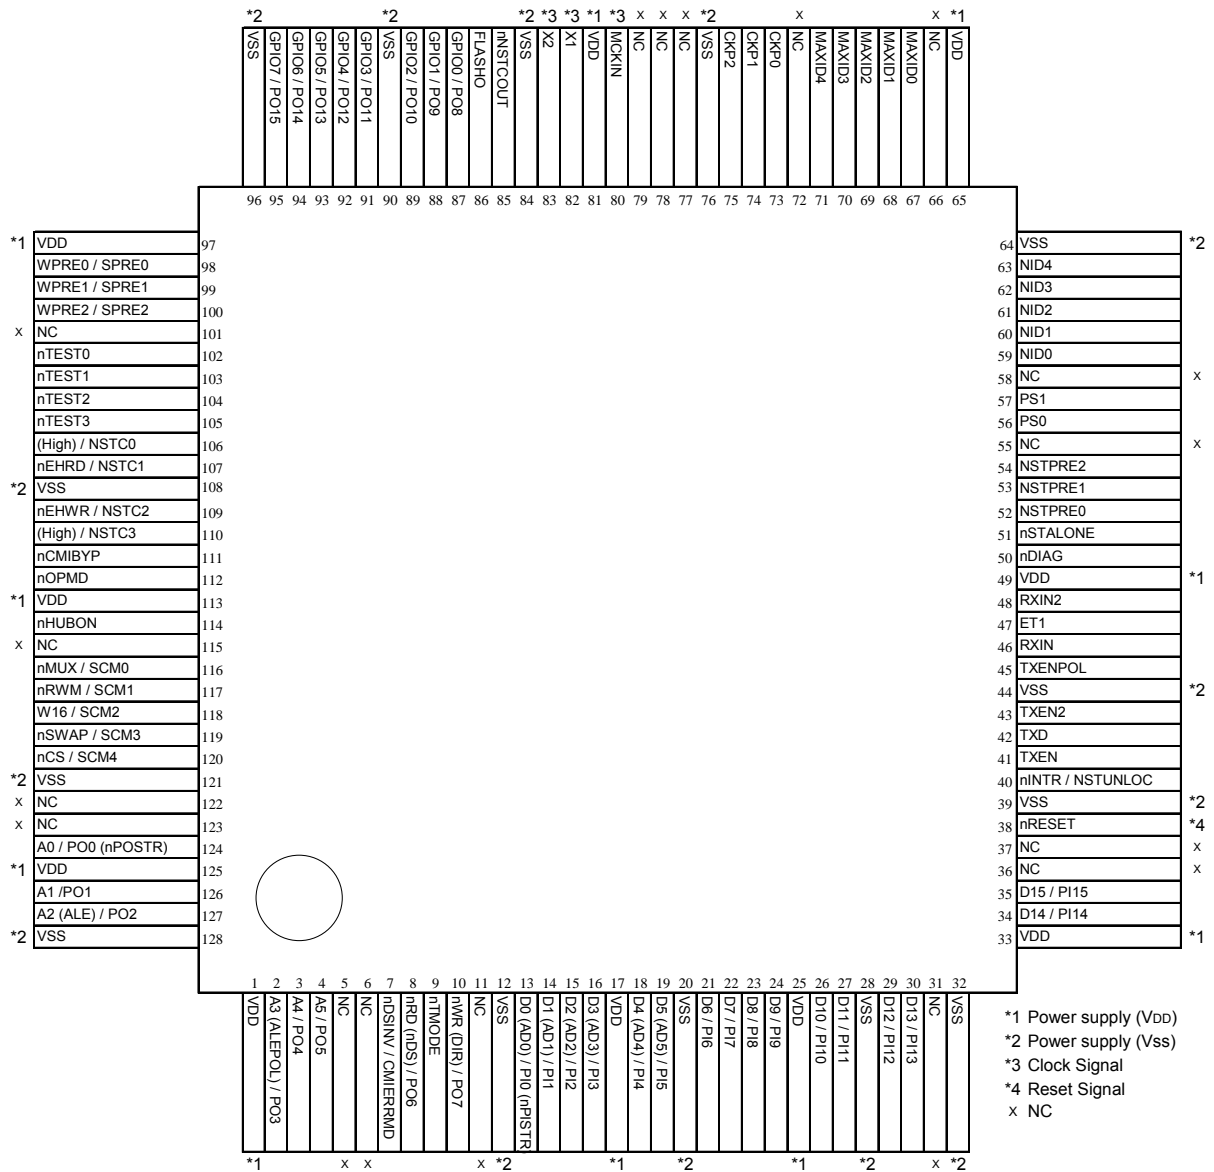 *2 *2 *2 *3 *3 *1 *3 x x x *2 x x *1
VSS
GPIO7 / PO15
GPIO6 / PO14
GPIO5 / PO13
GPIO4 / PO12
GPIO3 / PO11
VSS
GPIO2 / PO10
GPIO1 / PO9
GPIO0 / PO8
FLASHO
nNSTCOUT
VSS
X2
X1
VDD
MCKIN
NC
NC
NC
VSS
CKP2
CKP1
CKP0
NC
MAXID4
MAXID3
MAXID2
MAXID1
MAXID0
NC
VDD
96 95 94 93 92 91 90 89 88 87 86 85 84 83 82 81 80 79 78 77 76 75 74 73 72 71 70 69 68 67 66 65
*1 VDD 97
WPRE0 / SPRE0 98
WPRE1 / SPRE1 99
WPRE2 / SPRE2 100
x NC 101
nTEST0 102
nTEST1 103
nTEST2 104
nTEST3 105
(High) / NSTC0 106
nEHRD / NSTC1 107
*2 VSS 108
nEHWR / NSTC2 109
(High) / NSTC3 110
nCMIBYP 111
nOPMD 112
*1 VDD 113
nHUBON 114
x NC 115
nMUX / SCM0 116
nRWM / SCM1 117
W16 / SCM2 118
nSWAP / SCM3 119
nCS / SCM4 120
*2 VSS 121
x NC 122
x NC 123
A0 / PO0 (nPOSTR) 124
*1 VDD 125
A1 /PO1 126
A2 (ALE) / PO2 127
*2 VSS 128
64 VSS *2
63 NID4
62 NID3
61 NID2
60 NID1
59 NID0
58 NC x
57 PS1
56 PS0
55 NC x
54 NSTPRE2
53 NSTPRE1
52 NSTPRE0
51 nSTALONE
50 nDIAG
49 VDD *1
48 RXIN2
47 ET1
46 RXIN
45 TXENPOL
44 VSS *2
43 TXEN2
42 TXD
41 TXEN
40 nINTR / NSTUNLOC
39 VSS *2
38 nRESET *4
37 NC x
36 NC x
35 D15 / PI15
34 D14 / PI14
33 VDD *1
1 2 3 4 5 6 7 8 9 10 11 12 13 14 15 16 17 18 19 20 21 22 23 24 25 26 27 28 29 30 31 32
VDD
A3 (ALEPOL) / PO3
A4 / PO4
A5 / PO5
NC
NC
nDSINV / CMIERRMD
nRD (nDS) / PO6
nTMODE
nWR (DIR) / PO7
NC
VSS
D0 (AD0) / PI0 (nPISTR)
D1 (AD1) / PI1
D2 (AD2) / PI2
D3 (AD3) / PI3
VDD
D4 (AD4) / PI4
D5 (AD5) / PI5
VSS
D6 / PI6
D7 / PI7
D8 / PI8
D9 / PI9
VDD
D10 / PI10
D11 / PI11
VSS
D12 / PI12
D13 / PI13
NC
VSS
*1 x x x *2 *1 *2 *1 *2 x *2
*1 Power supply (VDD)
*2 Power supply (Vss)
*3 Clock Signal
*4 Reset Signal
x NC